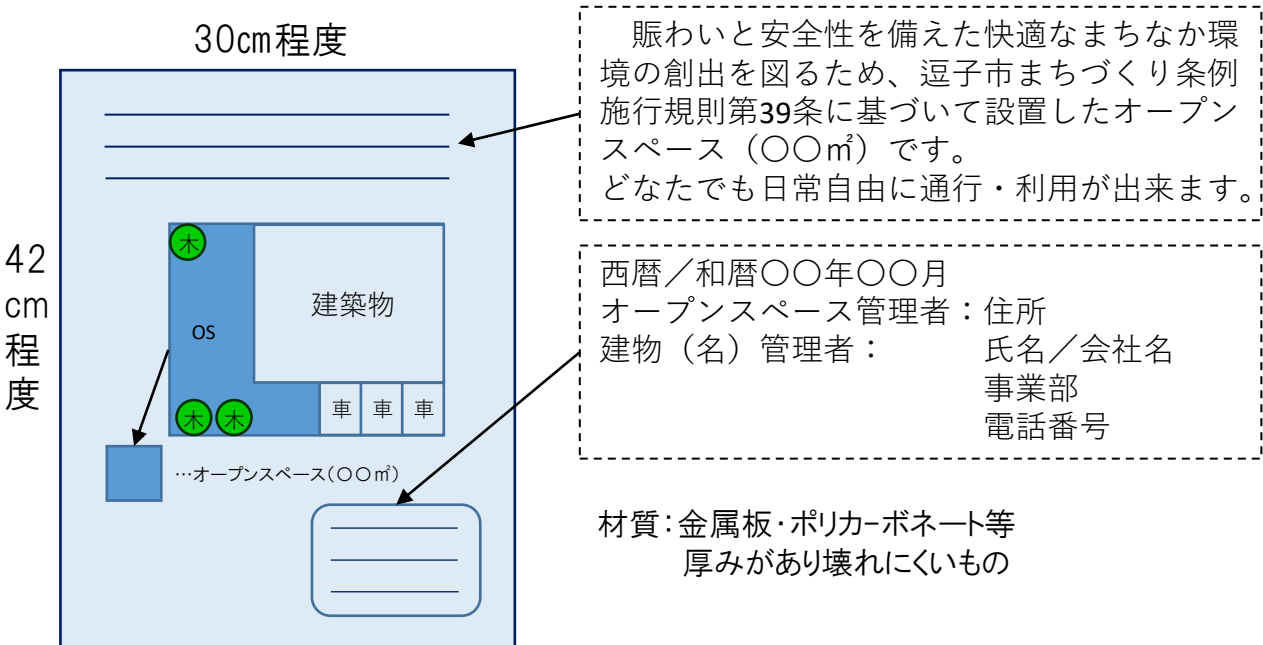 30㎝程度
42
cm
程
度
木
建築物
OS
木
木
車
車
車
…オープンスペース(〇〇㎡)
　賑わいと安全性を備えた快適なまちなか環
境の創出を図るため、逗子市まちづくり条例
施行規則第39条に基づいて設置したオープン
スペース（〇〇㎡）です。
どなたでも日常自由に通行・利用が出来ます。
西暦／和暦〇〇年〇〇月
オープンスペース管理者：住所
建物（名）管理者：　　　氏名／会社名
事業部
電話番号
材質：金属板・ポリカーボネート等
厚みがあり壊れにくいもの